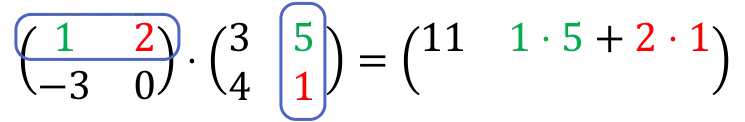 ( 1 2 ) · ( 3 5 ) = ( 11 1 · 5 + 2 · 1 )
( −3 0 ) ( 4 1 )